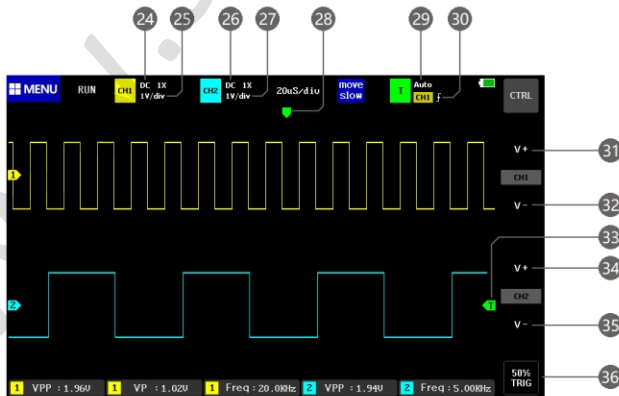 24 25 26 27 28 29 30
MENU RUN CH1 DC 1X 1V/div CH2 DC 1X 1V/div 20uS/div move slow T Auto CH1 CTRL
V+ 31
1 CH1
V- 32
33
V+ 34
2 T CH2
V- 35
50% TRIG 36
1 VPP :1.96V 1 VP :1.02V 1 Freq:20.0KHz 2 VPP :1.94V 2 Freq:5.00KHz